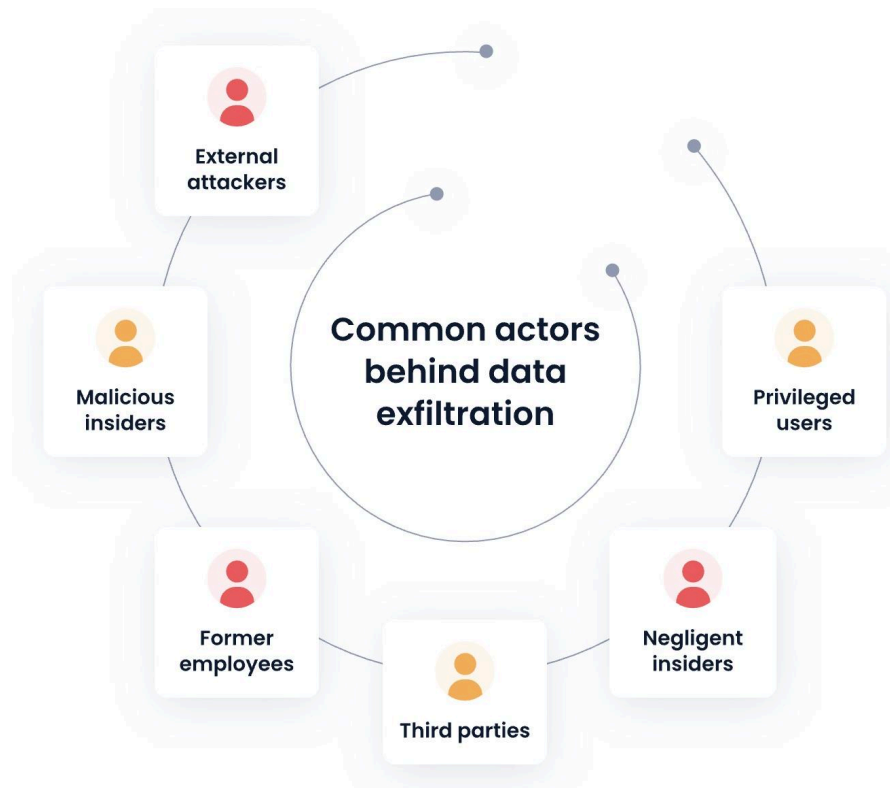 External
attackers
Malicious
insiders
Common actors
behind data
exfiltration
Privileged
users
Former
employees
Negligent
insiders
Third parties